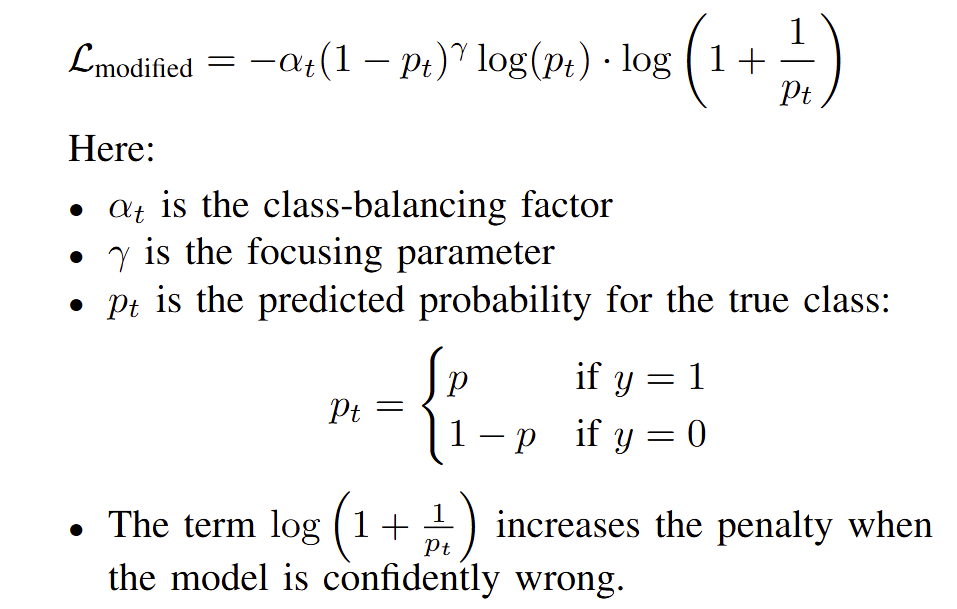 $\mathcal{L}_{\text{modified}} = -\alpha_t(1 - p_t)^\gamma \log(p_t) \cdot \log\left(1 + \frac{1}{p_t}\right)$
Here:
• $\alpha_t$ is the class-balancing factor
• $\gamma$ is the focusing parameter
• $p_t$ is the predicted probability for the true class:
$p_t = \begin{cases} p & \text{if } y = 1 \\ 1 - p & \text{if } y = 0 \end{cases}$
• The term $\log\left(1 + \frac{1}{p_t}\right)$ increases the penalty when
the model is confidently wrong.